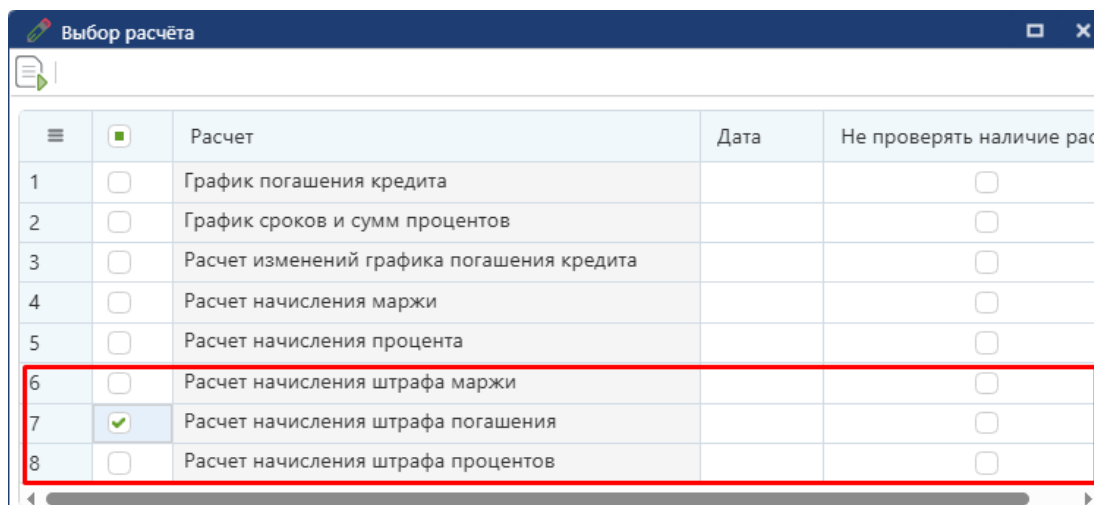 Выбор расчёта
Расчет Дата Не проверять наличие рас
1 График погашения кредита
2 График сроков и сумм процентов
3 Расчет изменений графика погашения кредита
4 Расчет начисления маржи
5 Расчет начисления процента
6 Расчет начисления штрафа маржи
7 Расчет начисления штрафа погашения
8 Расчет начисления штрафа процентов